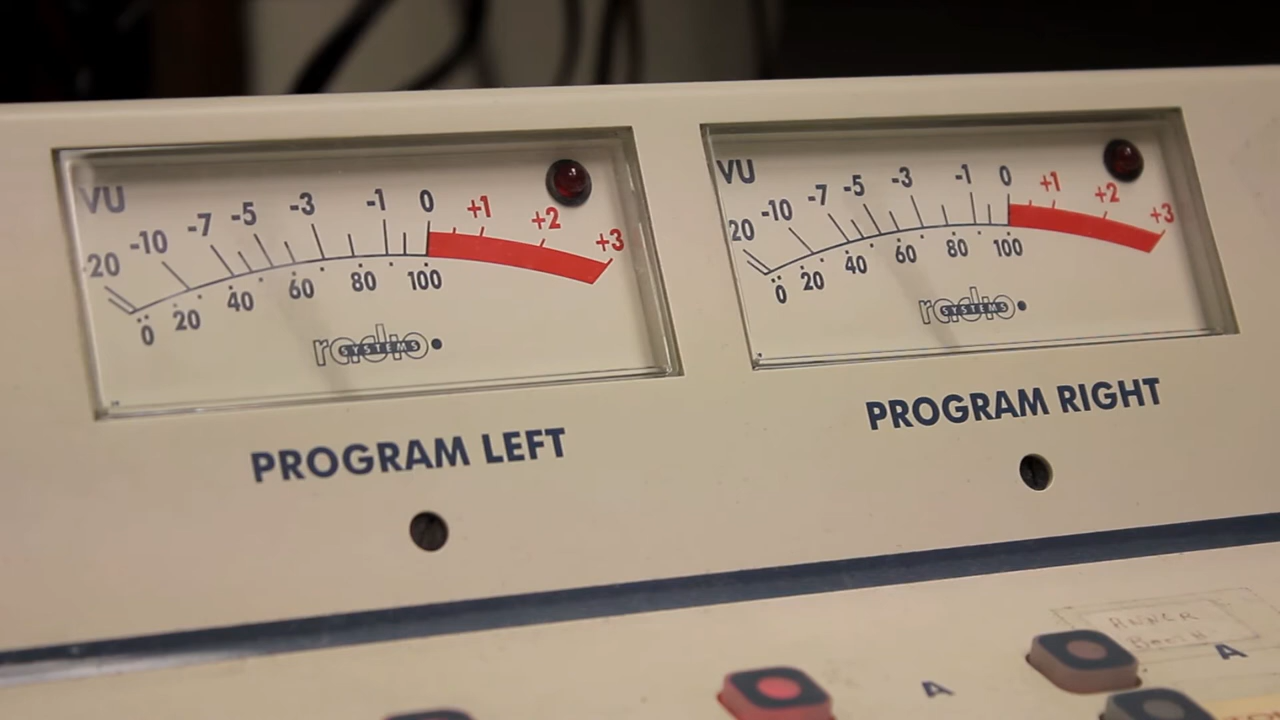 VU
20 -10 -7 -5 -3 -1 0 +1 +2 +3
0 20 40 60 80 100
radio
SYSTEMS
PROGRAM LEFT
VU
20 -10 -7 -5 -3 -1 0 +1 +2 +3
0 20 40 60 80 100
radio
SYSTEMS
PROGRAM RIGHT
A
A